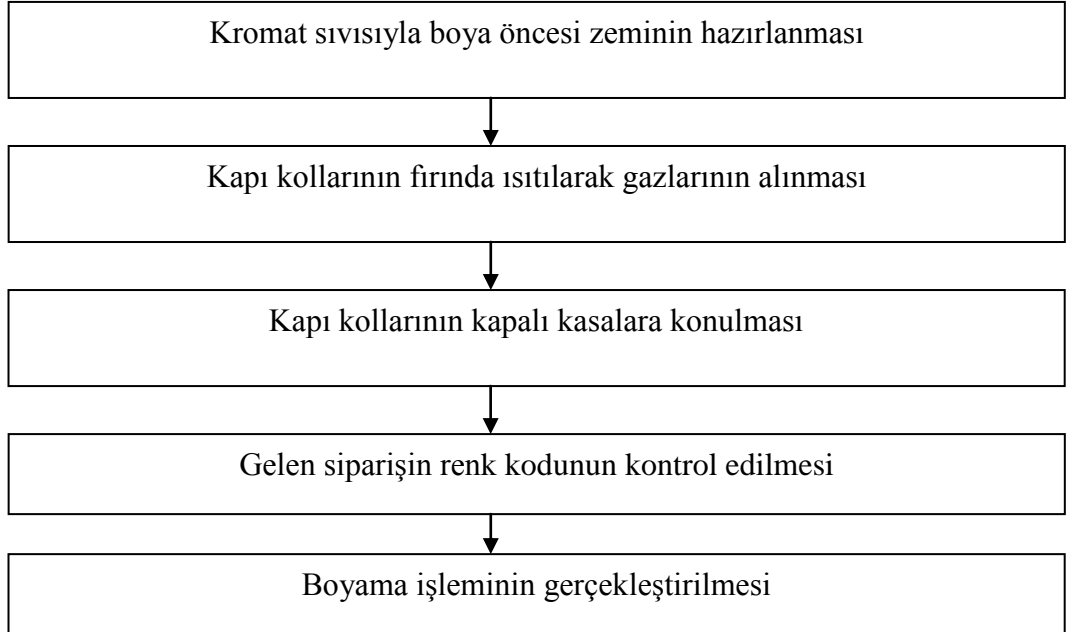 Kromat sıvısıyla boya öncesi zeminin hazırlanması
Kapı kollarının fırında ısıtılarak gazlarının alınması
Kapı kollarının kapalı kasalara konulması
Gelen siparişin renk kodunun kontrol edilmesi
Boyama işleminin gerçekleştirilmesi